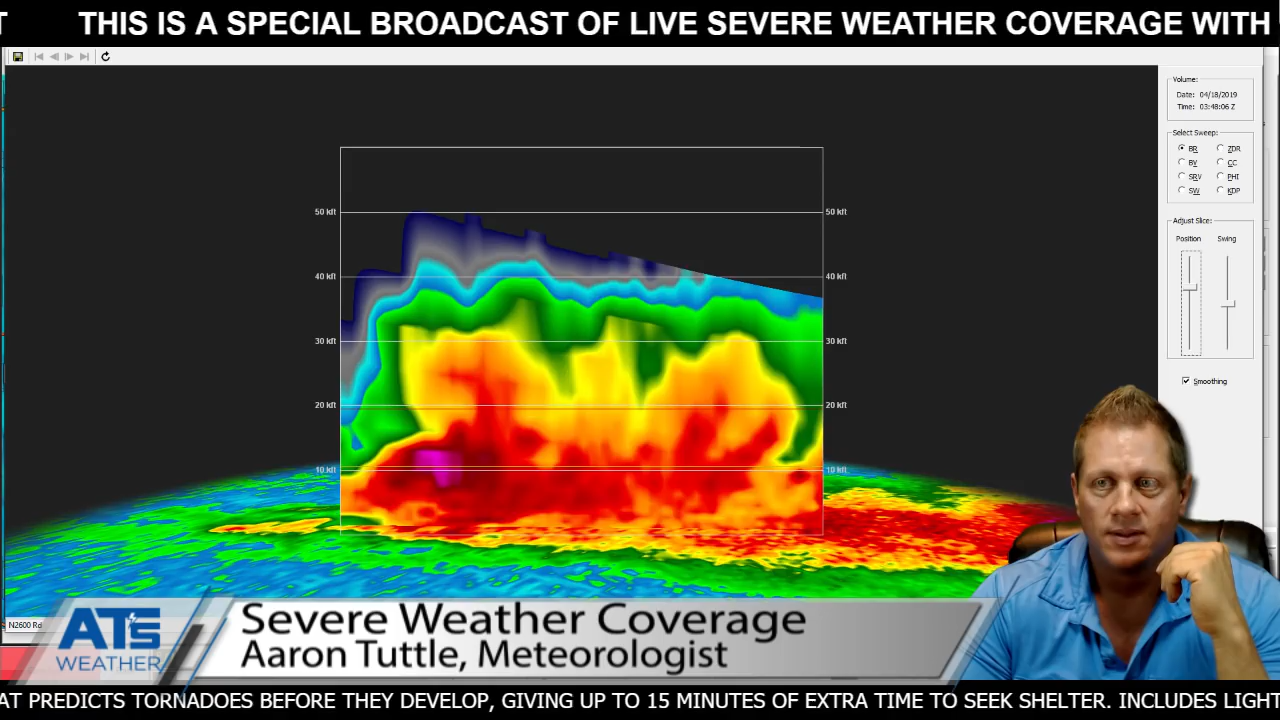 THIS IS A SPECIAL BROADCAST OF LIVE SEVERE WEATHER COVERAGE WITH
Volume:
Date: 04/18/2019
Time: 03:48:06 Z
Select Sweep:
BR ZDR
BV CC
SRV PHI
SW KDP
Adjust Slice:
Position Swing
Smoothing
50 kft 50 kft
40 kft 40 kft
30 kft 30 kft
20 kft 20 kft
10 kft 10 kft
N2600 Rd
ATS
WEATHER
Severe Weather Coverage
Aaron Tuttle, Meteorologist
AT PREDICTS TORNADOES BEFORE THEY DEVELOP, GIVING UP TO 15 MINUTES OF EXTRA TIME TO SEEK SHELTER. INCLUDES LIGHT